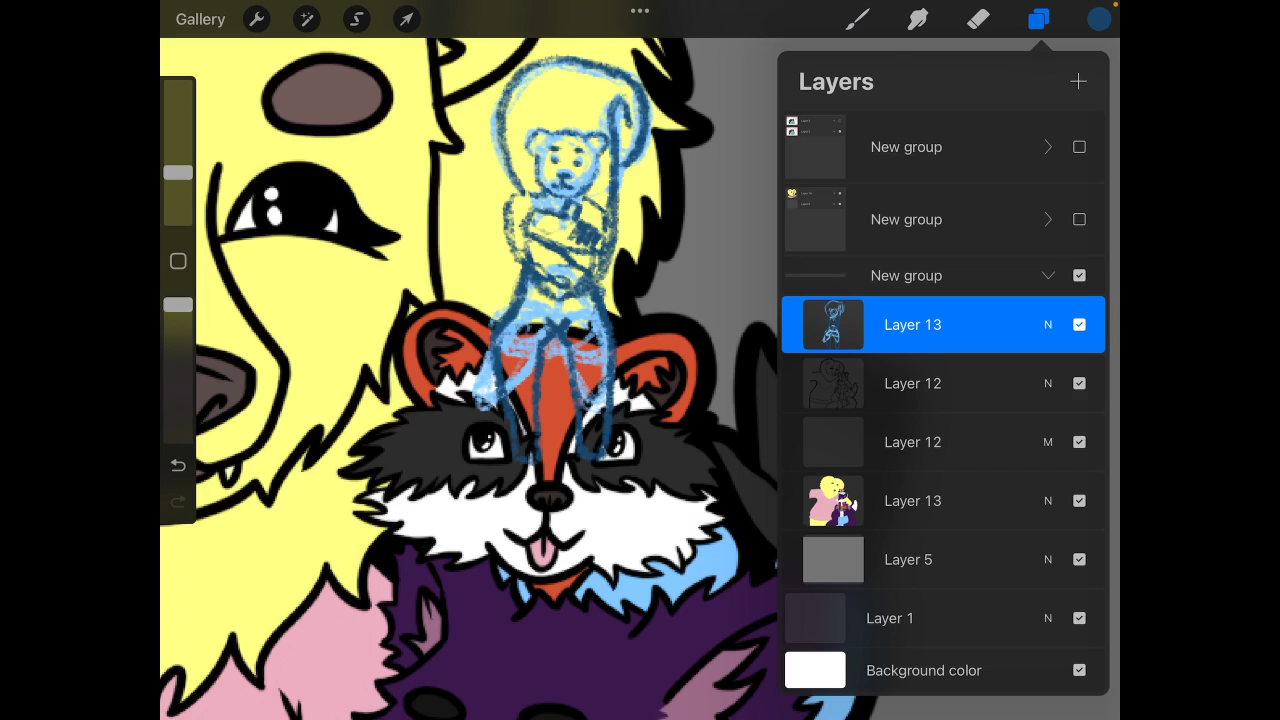 Gallery
Layers
New group
New group
New group
Layer 13 N
Layer 12 N
Layer 12 M
Layer 13 N
Layer 5 N
Layer 1 N
Background color